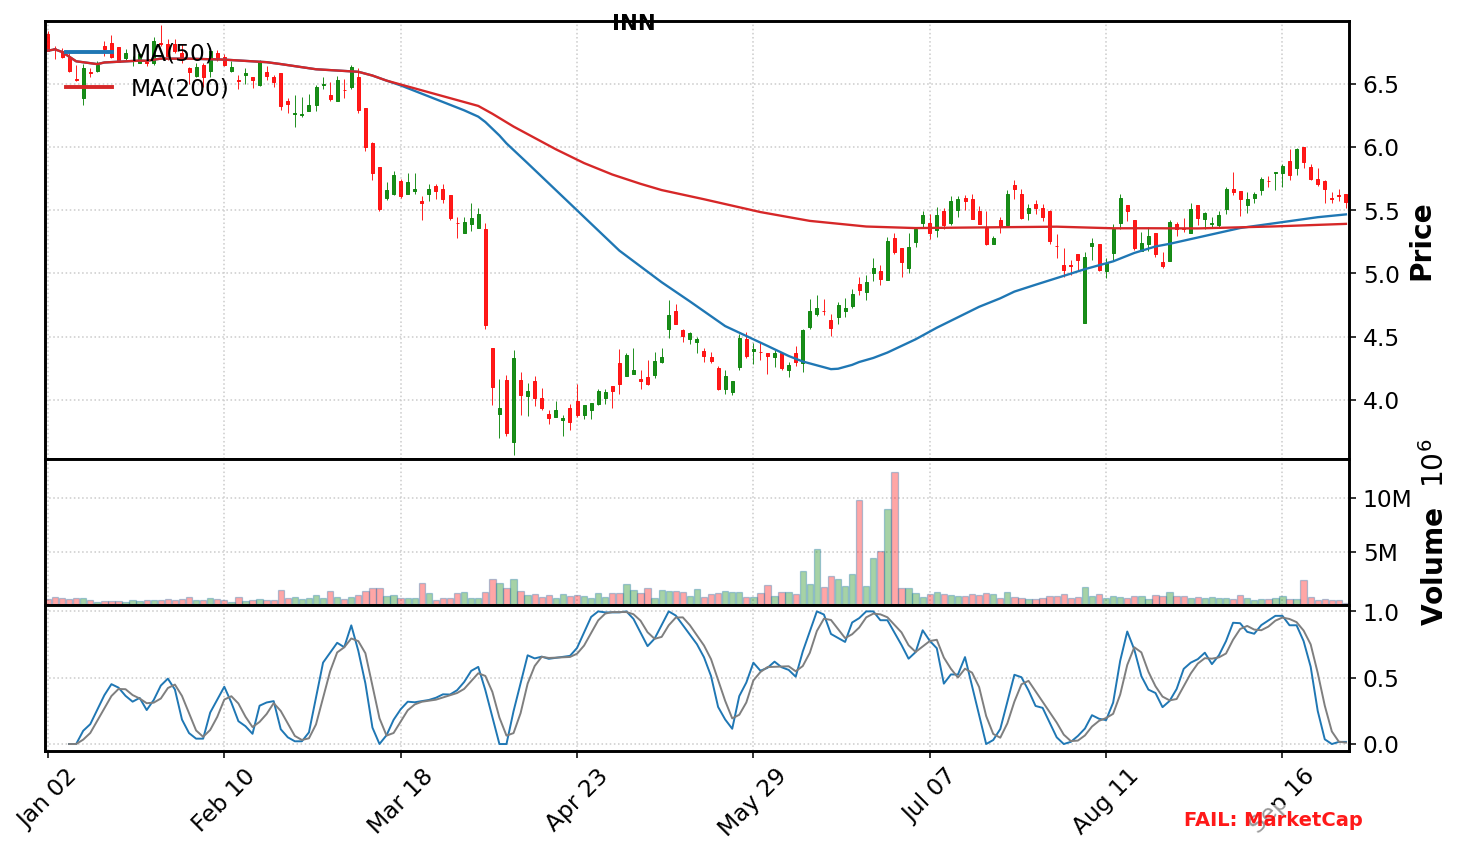 INN
MA(50)
MA(200)
6.5
6.0
5.5
5.0
4.5
4.0
Price
10M
5M
Volume 10⁶
1.0
0.5
0.0
Jan 02
Feb 10
Mar 18
Apr 23
May 29
Jul 07
Aug 11
Sep 16
FAIL: MarketCap